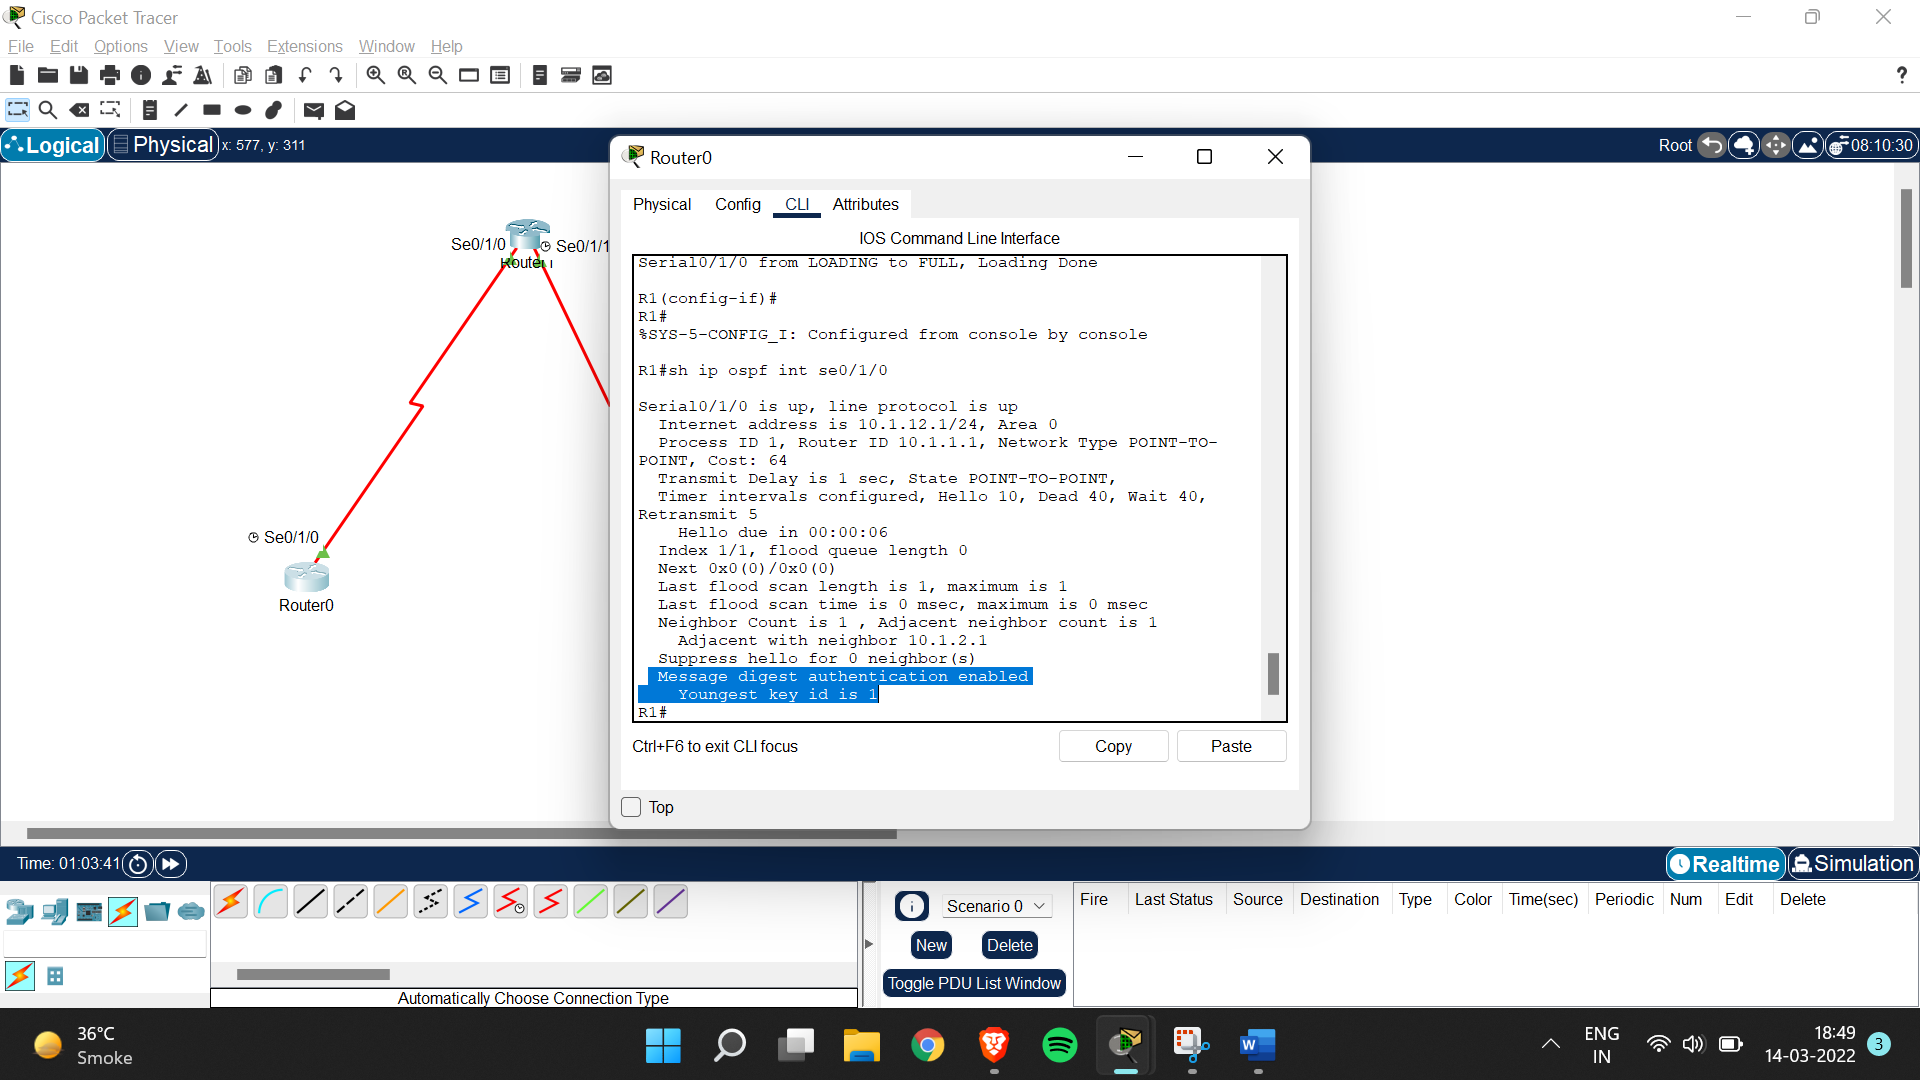 Cisco Packet Tracer
File Edit Options View Tools Extensions Window Help
?
Logical Physical x: 577, y: 311
Root 08:10:30
Router0
Physical Config CLI Attributes
IOS Command Line Interface
Serial0/1/0 from LOADING to FULL, Loading Done
R1(config-if)#
R1#
%SYS-5-CONFIG_I: Configured from console by console
R1#sh ip ospf int se0/1/0
Serial0/1/0 is up, line protocol is up
Internet address is 10.1.12.1/24, Area 0
Process ID 1, Router ID 10.1.1.1, Network Type POINT-TO-
POINT, Cost: 64
Transmit Delay is 1 sec, State POINT-TO-POINT,
Timer intervals configured, Hello 10, Dead 40, Wait 40,
Retransmit 5
Hello due in 00:00:06
Index 1/1, flood queue length 0
Next 0x0(0)/0x0(0)
Last flood scan length is 1, maximum is 1
Last flood scan time is 0 msec, maximum is 0 msec
Neighbor Count is 1 , Adjacent neighbor count is 1
Adjacent with neighbor 10.1.2.1
Suppress hello for 0 neighbor(s)
Message digest authentication enabled
Youngest key id is 1
R1#
Ctrl+F6 to exit CLI focus
Copy Paste
Top
Se0/1/0 Se0/1/1
Router1
Se0/1/0
Router0
Time: 01:03:41
Realtime Simulation
Scenario 0
New Delete
Toggle PDU List Window
Fire Last Status Source Destination Type Color Time(sec) Periodic Num Edit Delete
Automatically Choose Connection Type
36°C
Smoke
ENG
IN
18:49
14-03-2022
3